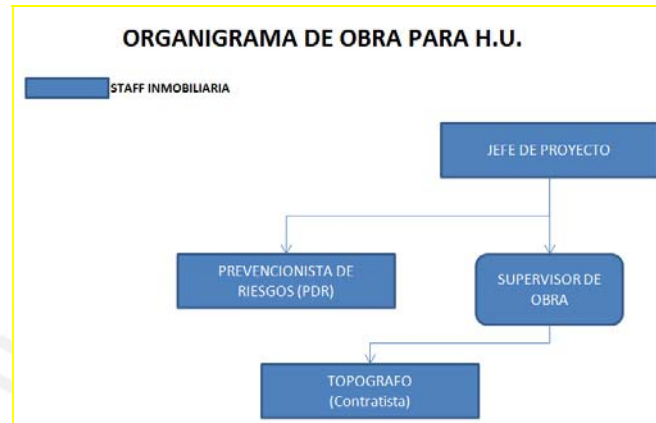 ORGANIGRAMA DE OBRA PARA H.U.
STAFF INMOBILIARIA
JEFE DE PROYECTO
PREVENCIONISTA DE
RIESGOS (PDR)
SUPERVISOR DE
OBRA
TOPOGRAFO
(Contratista)